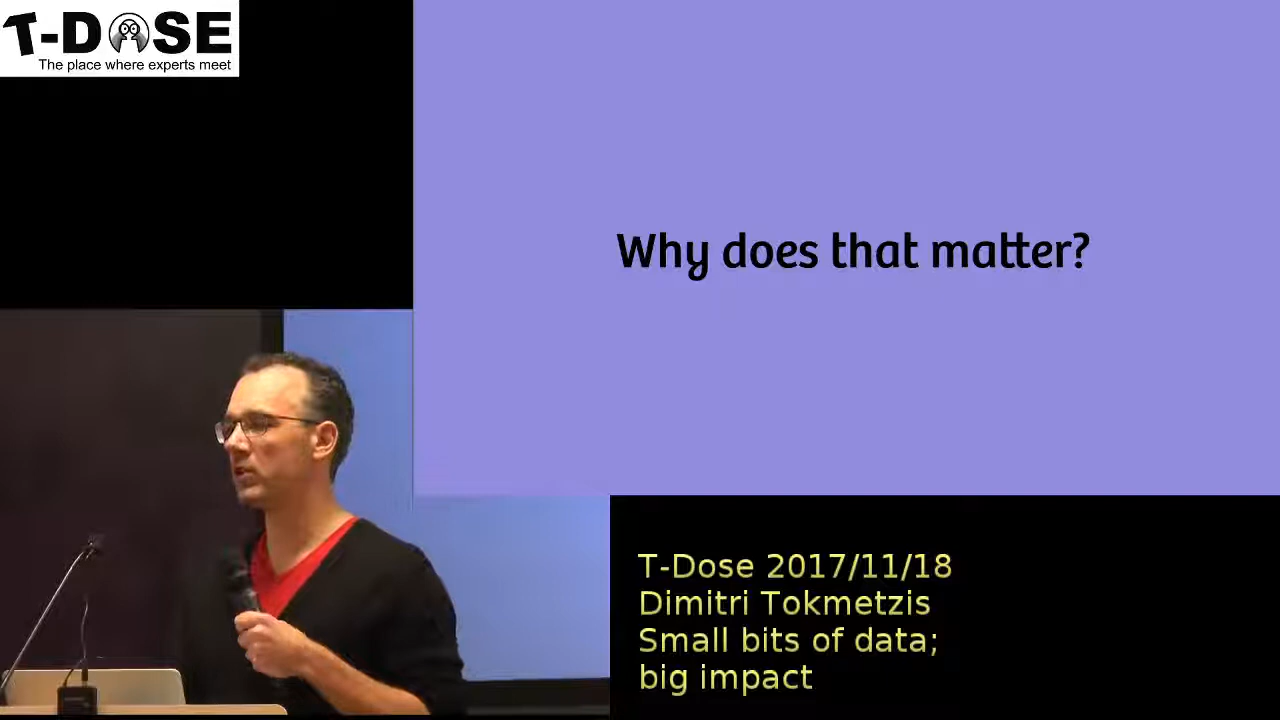 T-DOSE
The place where experts meet
Why does that matter?
T-Dose 2017/11/18
Dimitri Tokmetzis
Small bits of data;
big impact